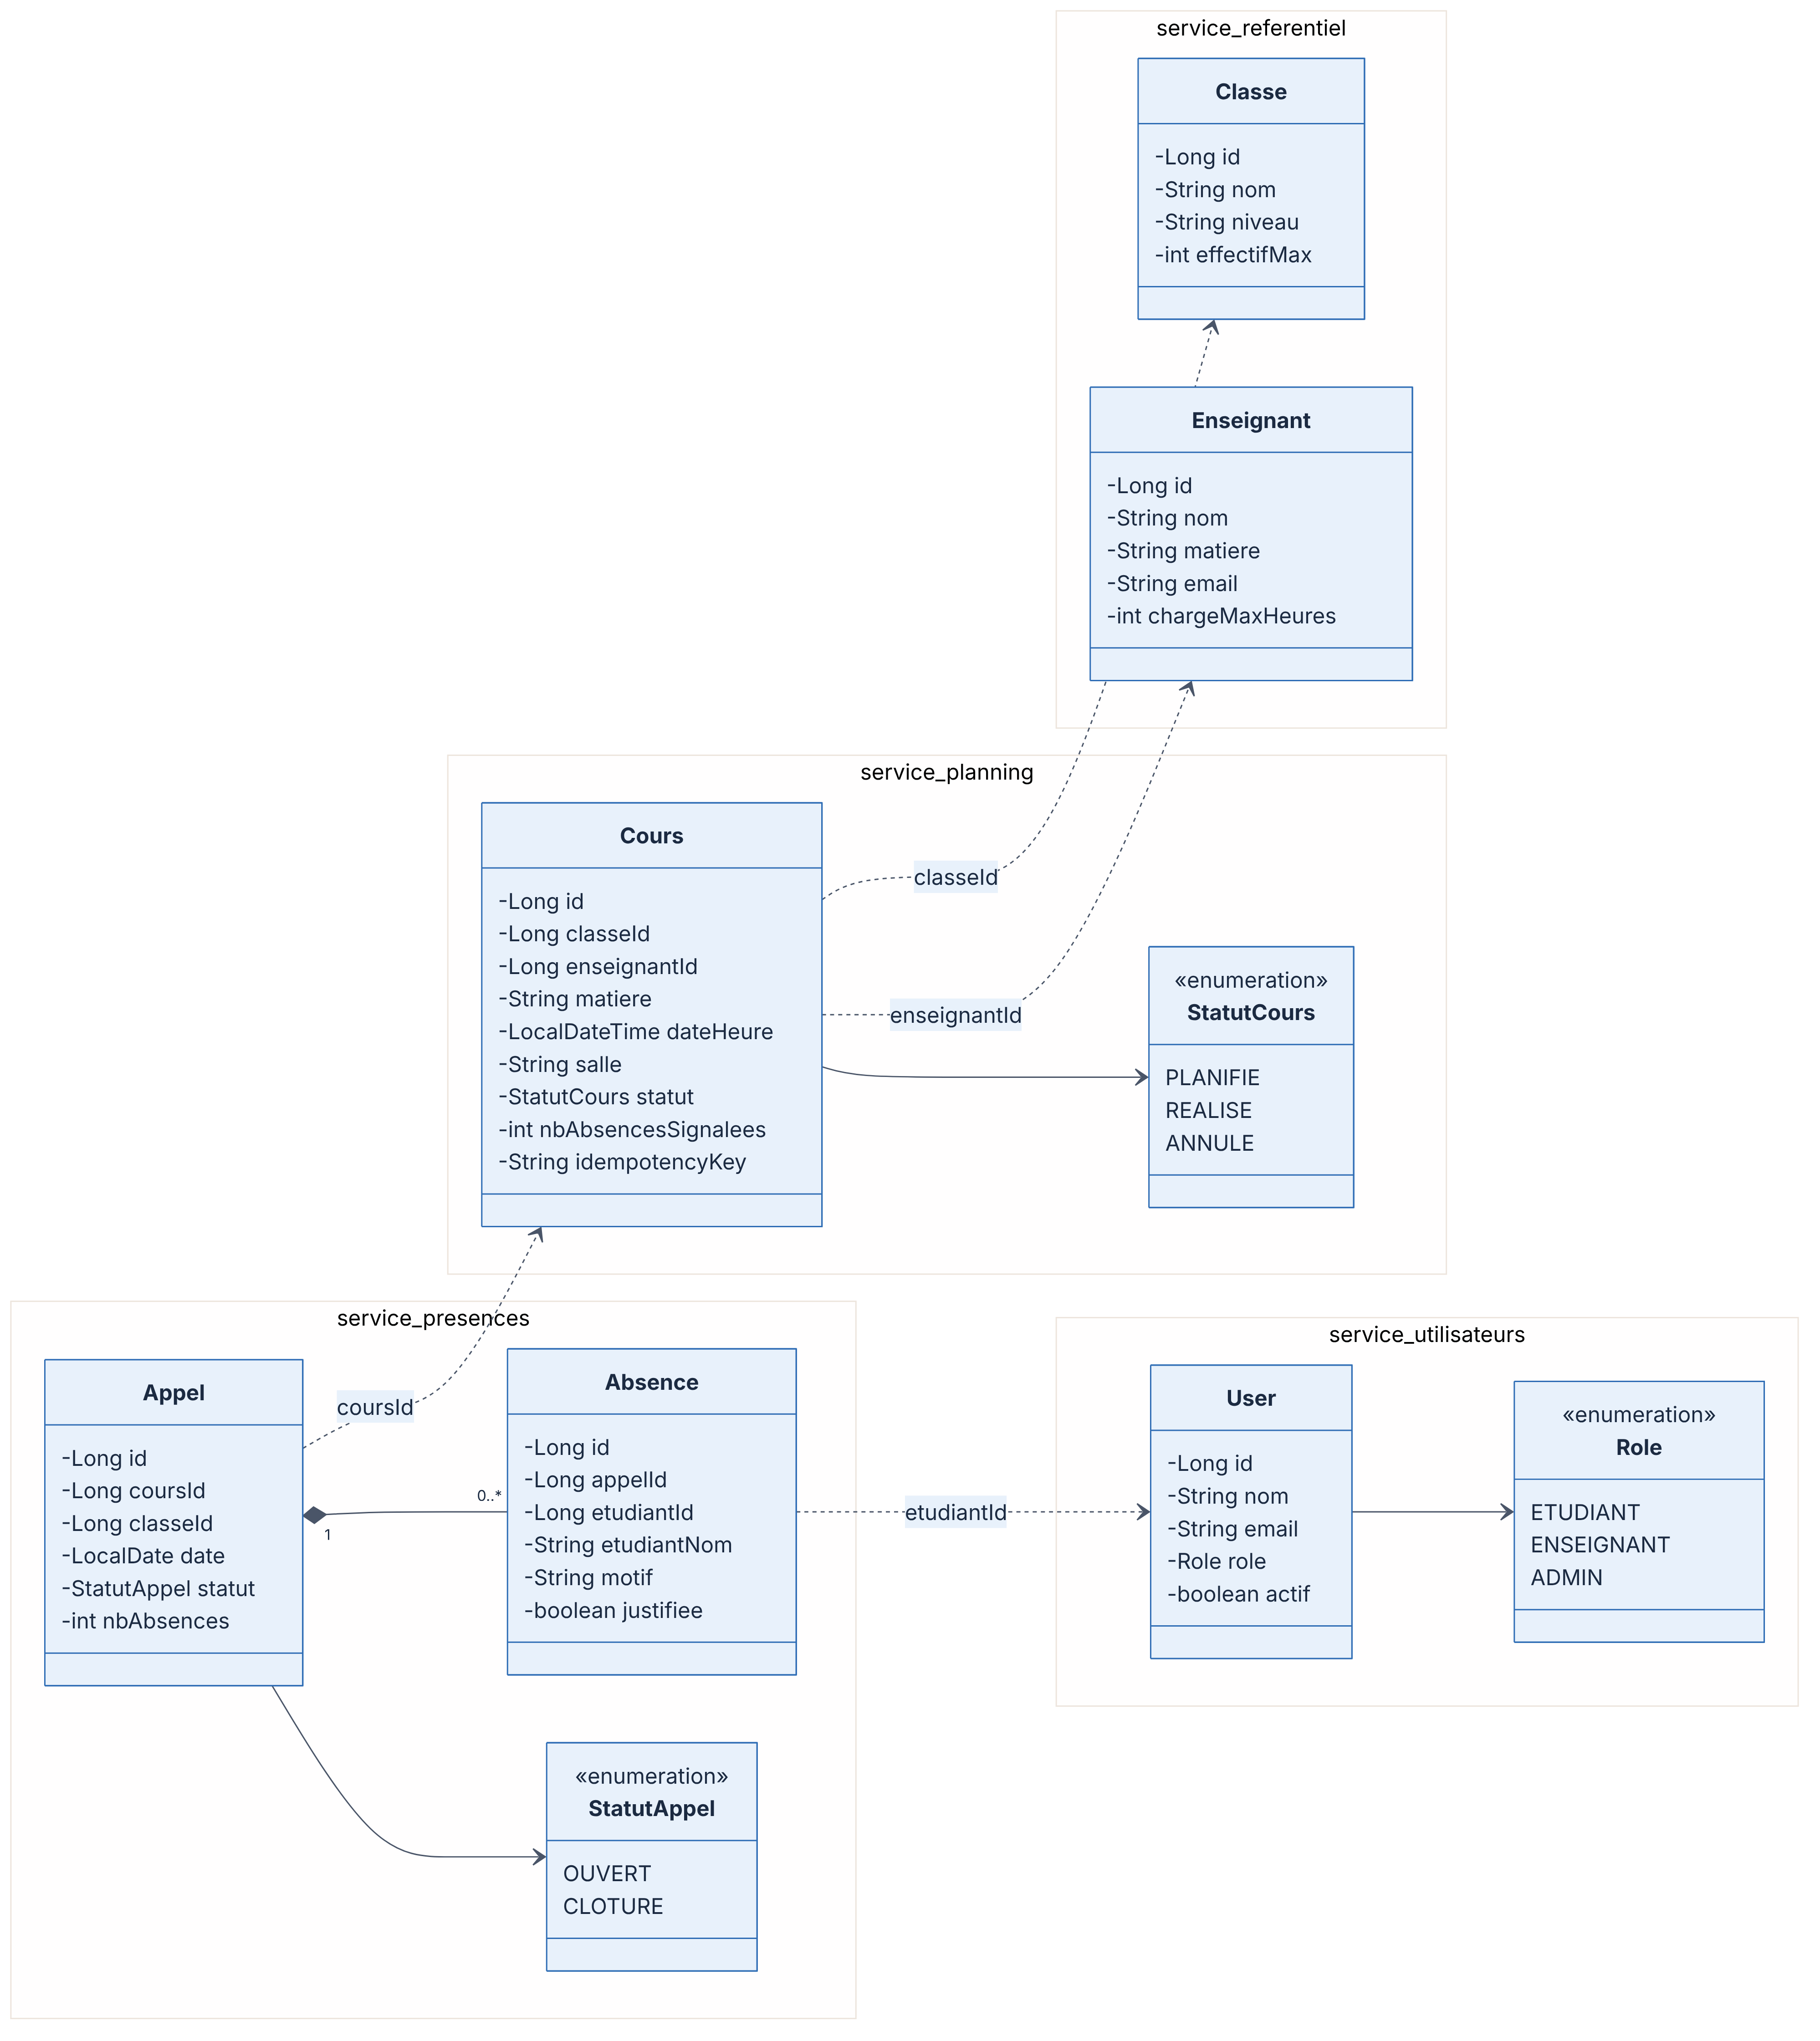 service_referentiel
Classe
-Long id
-String nom
-String niveau
-int effectifMax
Enseignant
-Long id
-String nom
-String matiere
-String email
-int chargeMaxHeures
service_planning
Cours
-Long id
-Long classeId
-Long enseignantId
-String matiere
-LocalDateTime dateHeure
-String salle
-StatutCours statut
-int nbAbsencesSignalees
-String idempotencyKey
classeId
enseignantId
«enumeration»
StatutCours
PLANIFIE
REALISE
ANNULE
service_presences
Appel
-Long id
-Long coursId
-Long classeId
-LocalDate date
-StatutAppel statut
-int nbAbsences
coursId
0..*
1
Absence
-Long id
-Long appelId
-Long etudiantId
-String etudiantNom
-String motif
-boolean justifiee
«enumeration»
StatutAppel
OUVERT
CLOTURE
etudiantId
service_utilisateurs
User
-Long id
-String nom
-String email
-Role role
-boolean actif
«enumeration»
Role
ETUDIANT
ENSEIGNANT
ADMIN